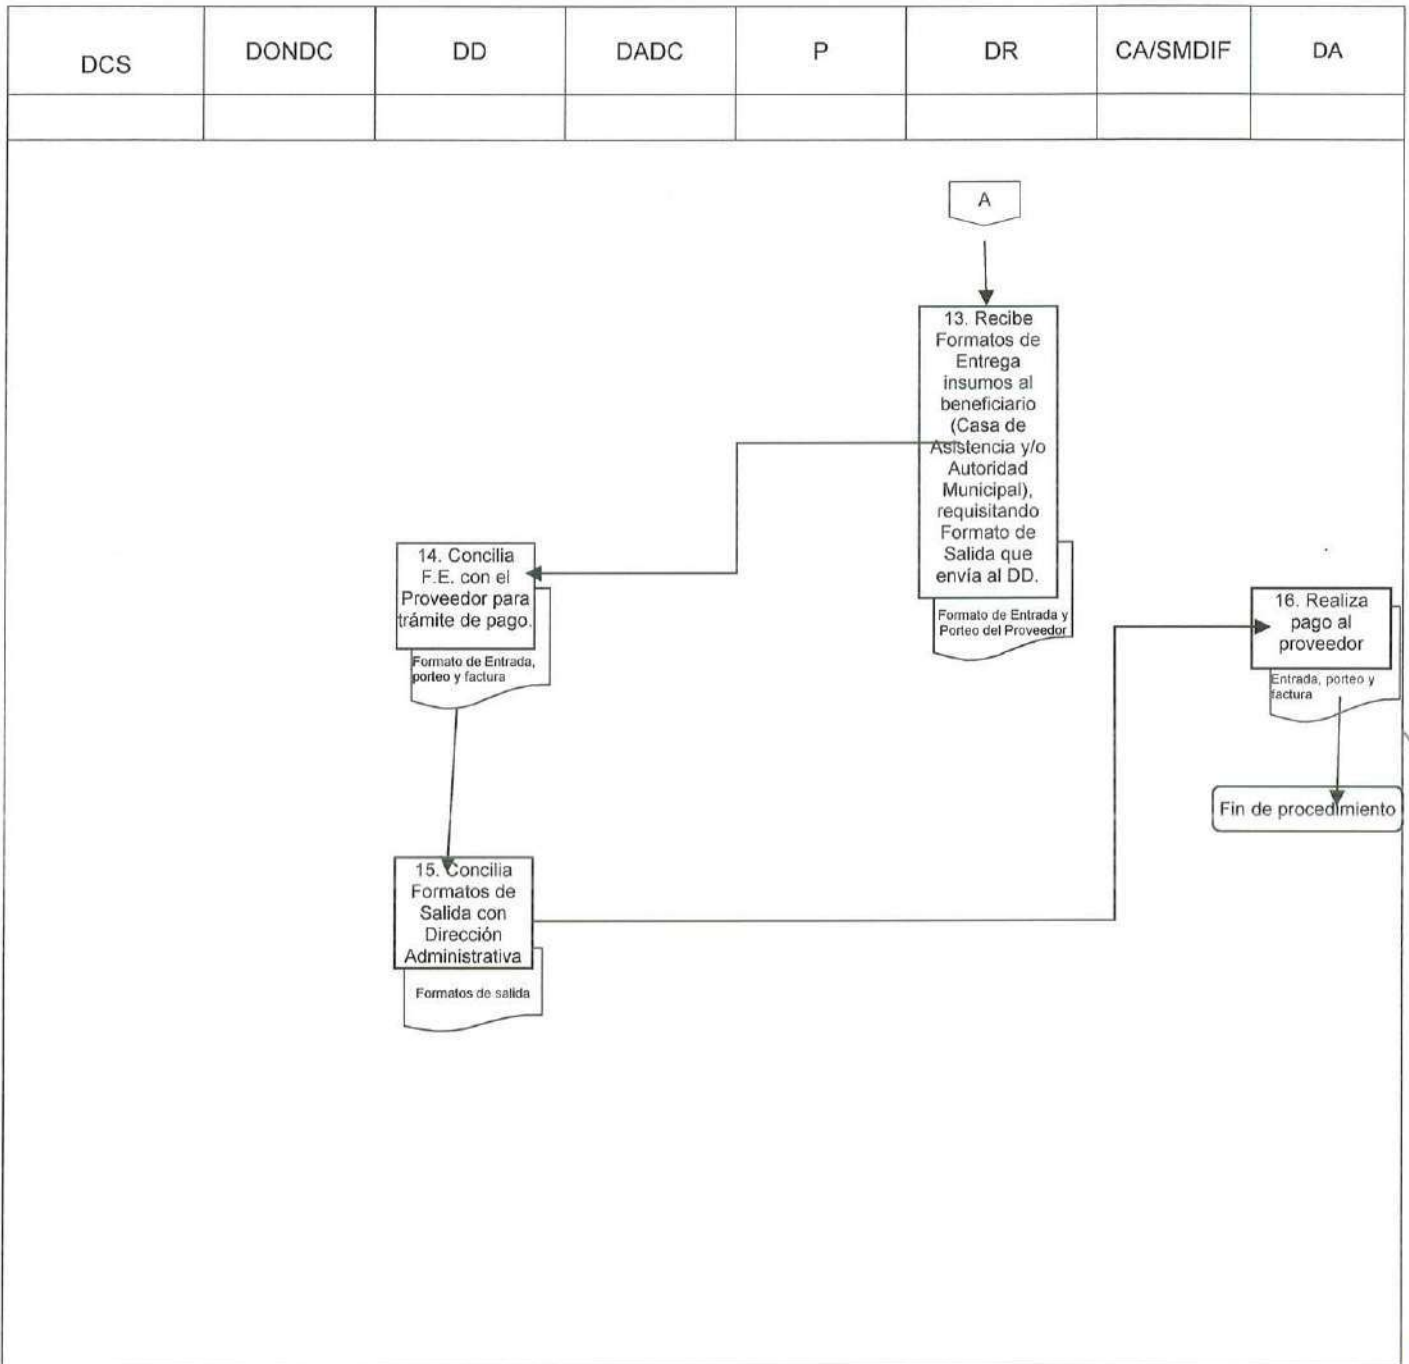 DCS
DONDC
DD
DADC
P
DR
CA/SMDIF
DA
A
13. Recibe
Formatos de
Entrega
insumos al
beneficiario
(Casa de
Asistencia y/o
Autoridad
Municipal),
requisitando
Formato de
Salida que
envía al DD.
Formato de Entrada y
Porteo del Proveedor
14. Concilia
F.E. con el
Proveedor para
trámite de pago.
Formato de Entrada,
porteo y factura
15. Concilia
Formatos de
Salida con
Dirección
Administrativa
Formatos de salida
16. Realiza
pago al
proveedor
Entrada, porteo y
factura
Fin de procedimiento